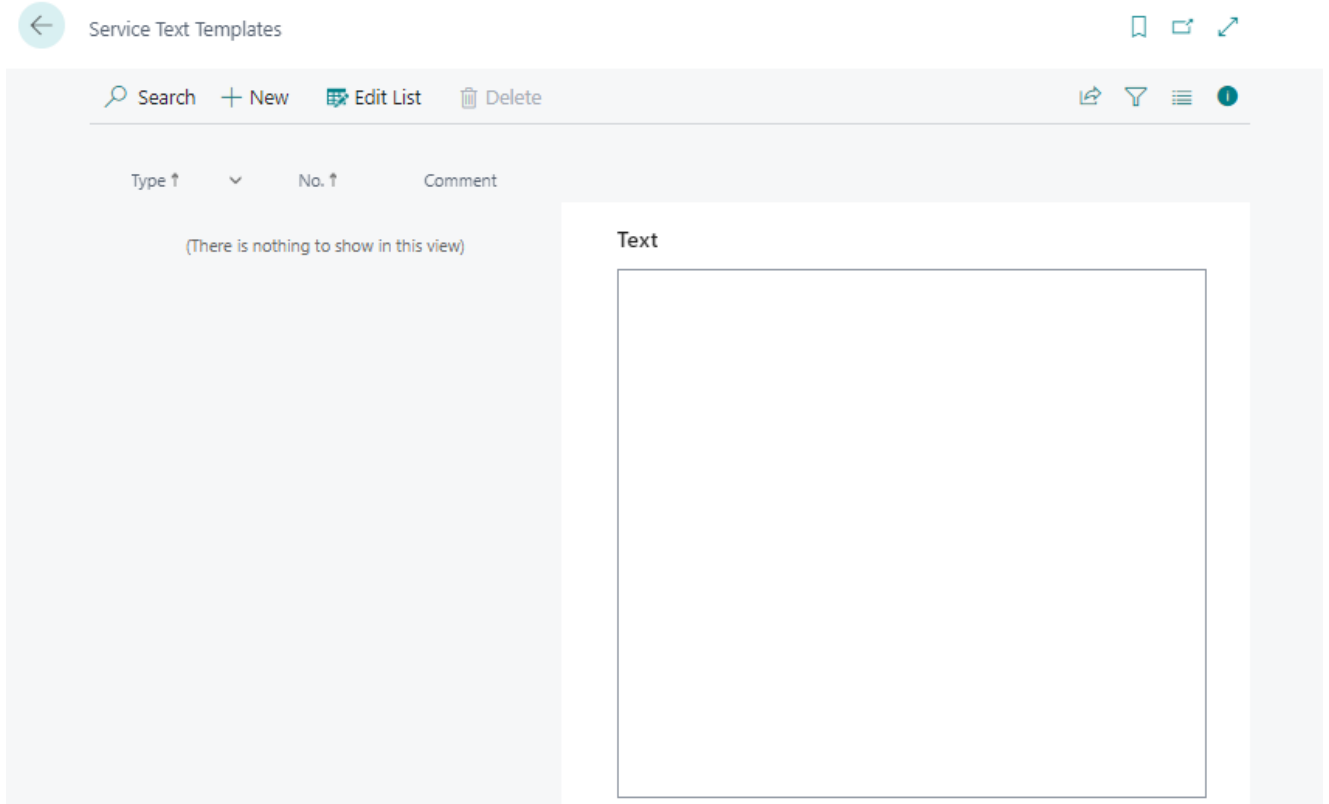 Service Text Templates
Search New Edit List Delete
Type ↑ No. ↑ Comment
(There is nothing to show in this view)
Text